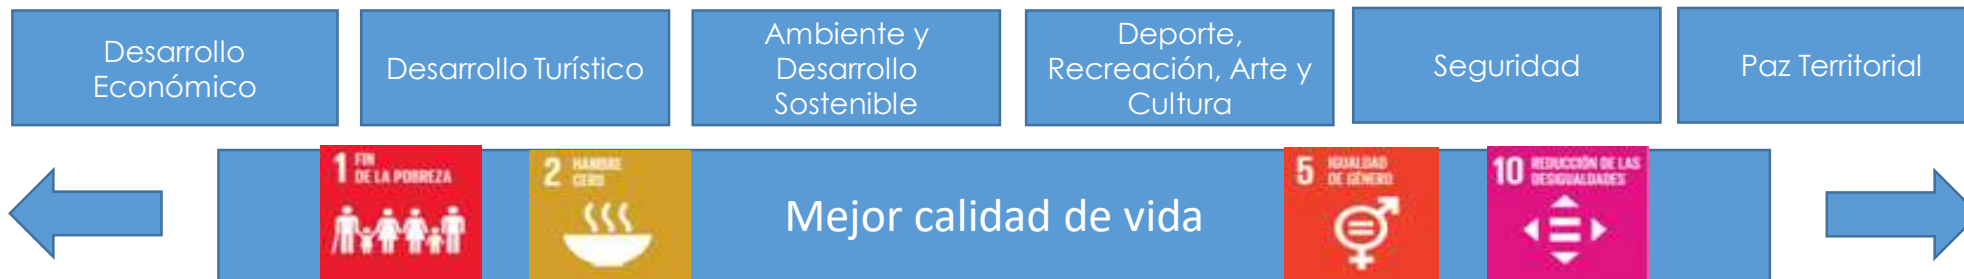 Desarrollo
Económico
Desarrollo Turístico
Ambiente y
Desarrollo
Sostenible
Deporte,
Recreación, Arte y
Cultura
Seguridad
Paz Territorial
1 FIN
DE LA POBREZA
2 HAMBRE
CERO
Mejor calidad de vida
5 IGUALDAD
DE GÉNERO
10 REDUCCIÓN DE LAS
DESIGUALDADES